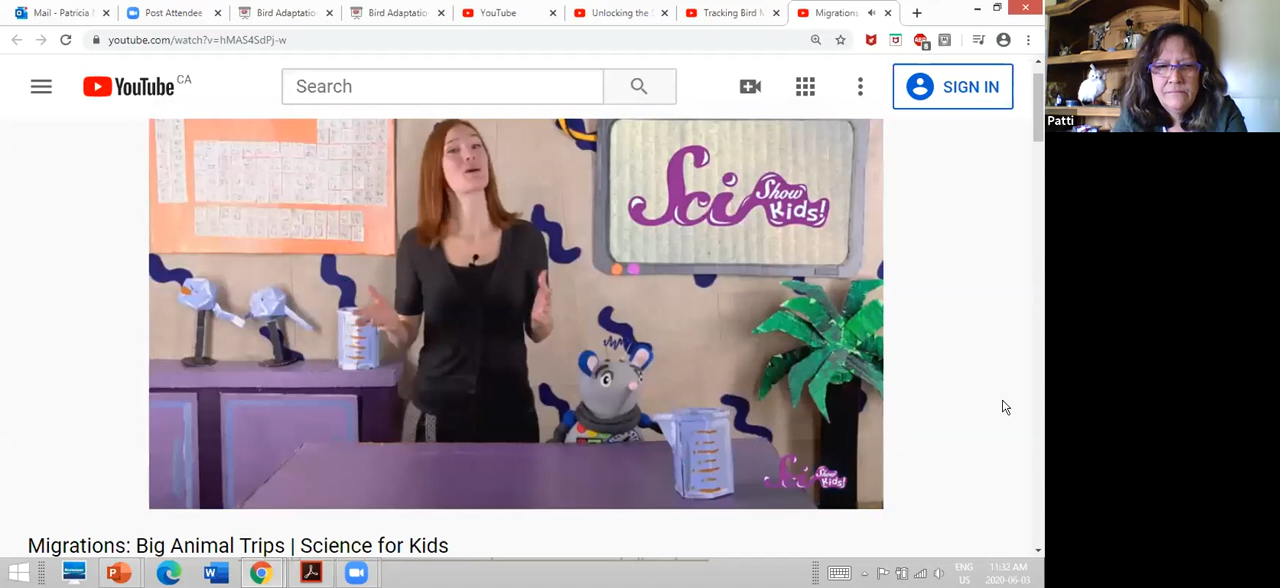 Mail - Patricia
Post Attendee
Bird Adaptatio
Bird Adaptatio
YouTube
Unlocking the
Tracking Bird M
Migrations
youtube.com/watch?v=hMAS4SdPj-w
YouTube CA
Search
SIGN IN
Patti
Sci Show Kids!
Sci Show Kids!
Migrations: Big Animal Trips | Science for Kids
ENG
US
11:32 AM
2020-06-03